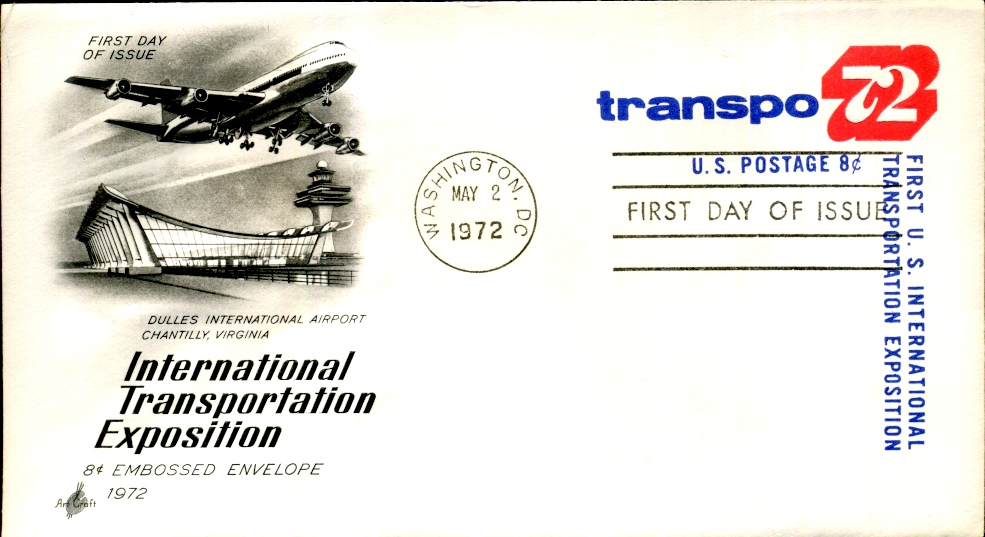 FIRST DAY
OF ISSUE
DULLES INTERNATIONAL AIRPORT
CHANTILLY, VIRGINIA
International
Transportation
Exposition
8¢ EMBOSSED ENVELOPE
1972
Art Craft
WASHINGTON, DC
MAY 2
1972
transpo 72
U.S. POSTAGE 8¢
FIRST DAY OF ISSUE
FIRST U. S. INTERNATIONAL
TRANSPORTATION EXPOSITION